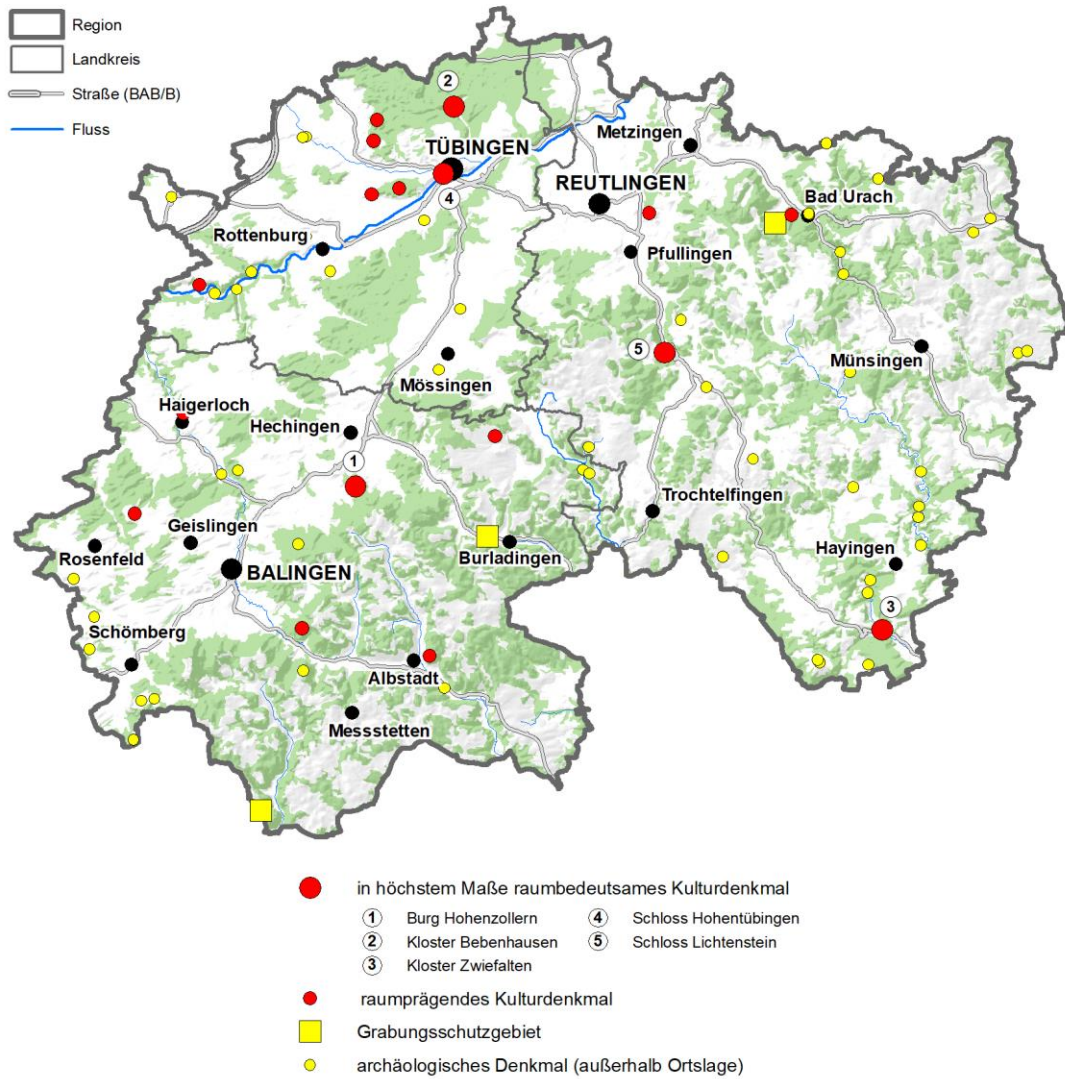 Region
Landkreis
Straße (BAB/B)
Fluss
2
Metzingen
TÜBINGEN
REUTLINGEN
4
Bad Urach
Rottenburg
Pfullingen
5
Münsingen
Mössingen
Haigerloch
Hechingen
1
Trochtelfingen
Geislingen
Rosenfeld
Burladingen
Hayingen
BALINGEN
3
Schömberg
Albstadt
Messstetten
in höchstem Maße raumbedeutsames Kulturdenkmal
1 Burg Hohenzollern 4 Schloss Hohentübingen
2 Kloster Bebenhausen 5 Schloss Lichtenstein
3 Kloster Zwiefalten
raumprägendes Kulturdenkmal
Grabungsschutzgebiet
archäologisches Denkmal (außerhalb Ortslage)